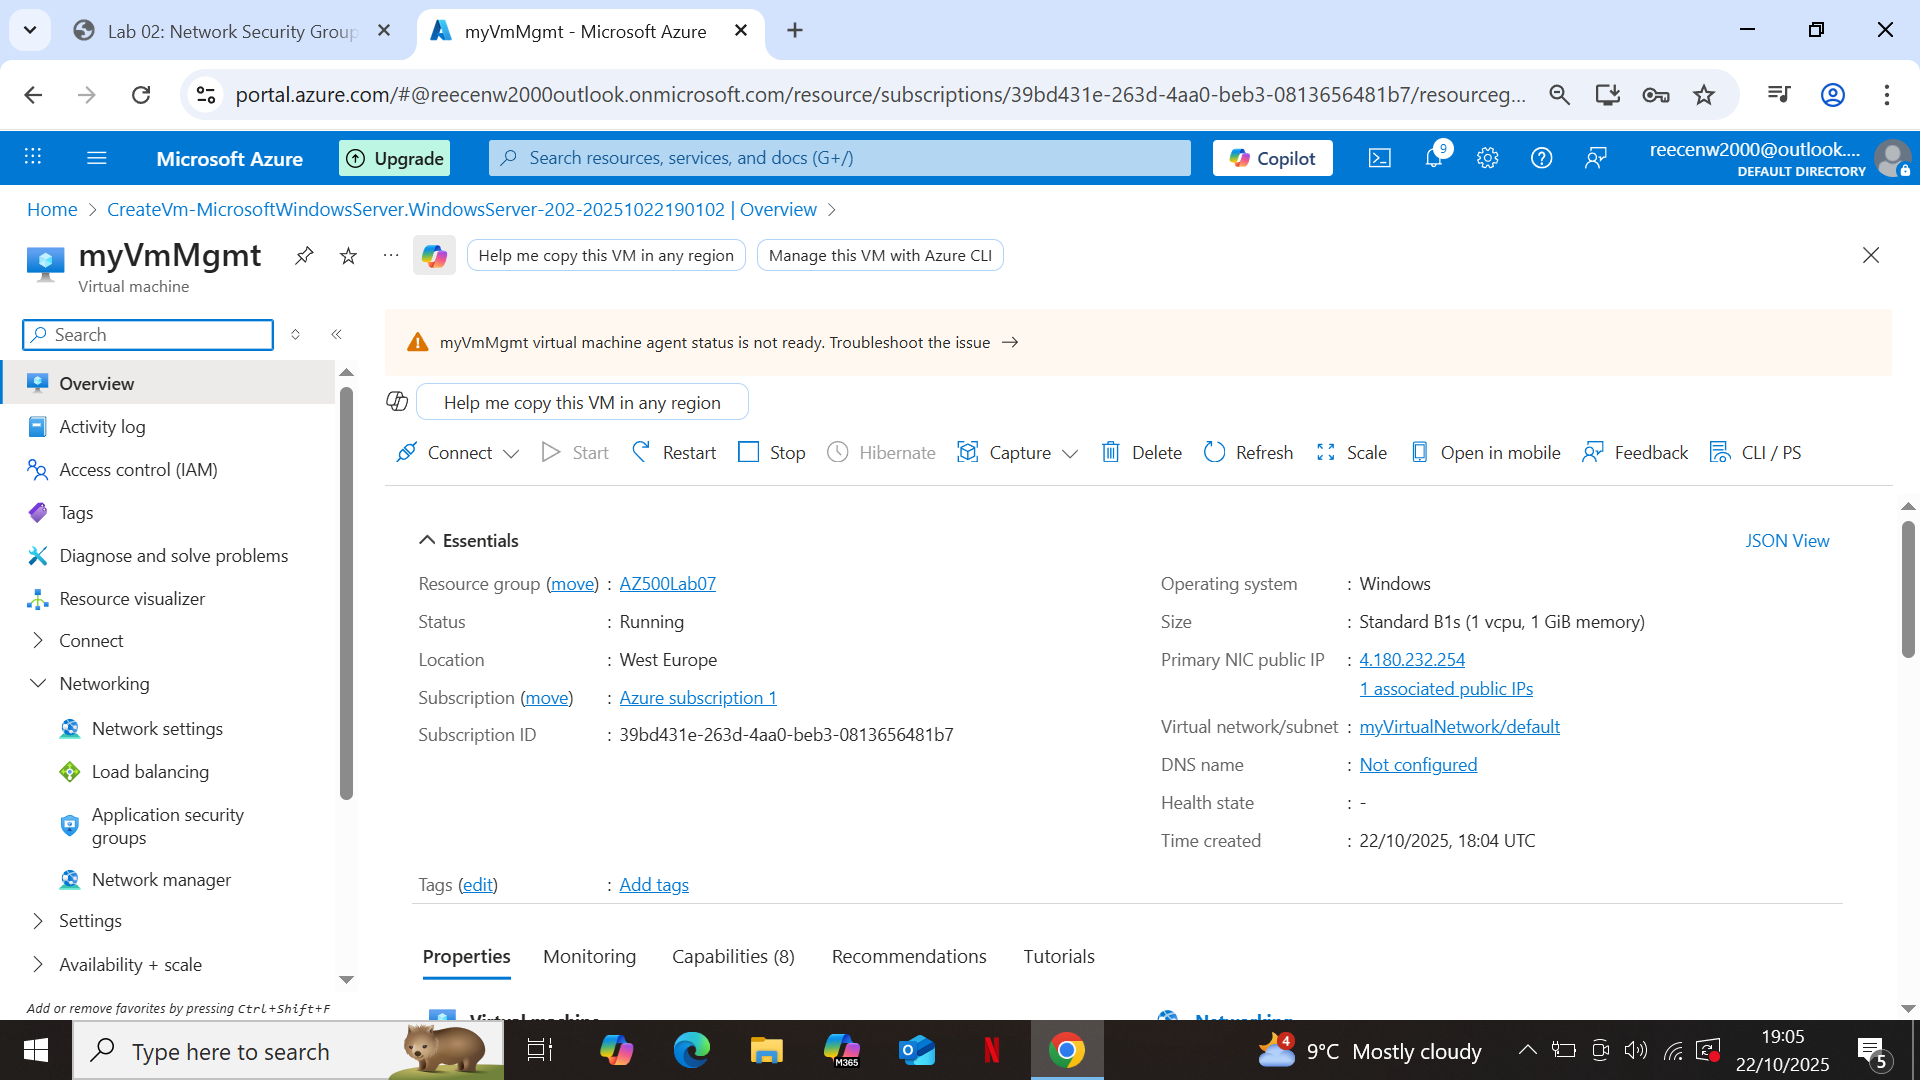 Lab 02: Network Security Group
myVmMgmt - Microsoft Azure
portal.azure.com/#@reecenw2000outlook.onmicrosoft.com/resource/subscriptions/39bd431e-263d-4aa0-beb3-0813656481b7/resourceg...
Microsoft Azure
Upgrade
Search resources, services, and docs (G+/)
Copilot
9
reecenw2000@outlook....
DEFAULT DIRECTORY
Home > CreateVm-MicrosoftWindowsServer.WindowsServer-202-20251022190102 | Overview >
myVmMgmt
Virtual machine
Help me copy this VM in any region
Manage this VM with Azure CLI
Search
Overview
Activity log
Access control (IAM)
Tags
Diagnose and solve problems
Resource visualizer
Connect
Networking
Network settings
Load balancing
Application security
groups
Network manager
Settings
Availability + scale
Add or remove favorites by pressing Ctrl+Shift+F
myVmMgmt virtual machine agent status is not ready. Troubleshoot the issue →
Help me copy this VM in any region
Connect Start Restart Stop Hibernate Capture Delete Refresh Scale Open in mobile Feedback CLI / PS
Essentials
JSON View
Resource group (move) : AZ500Lab07
Status : Running
Location : West Europe
Subscription (move) : Azure subscription 1
Subscription ID : 39bd431e-263d-4aa0-beb3-0813656481b7
Operating system : Windows
Size : Standard B1s (1 vcpu, 1 GiB memory)
Primary NIC public IP : 4.180.232.254
1 associated public IPs
Virtual network/subnet : myVirtualNetwork/default
DNS name : Not configured
Health state : -
Time created : 22/10/2025, 18:04 UTC
Tags (edit) : Add tags
Properties Monitoring Capabilities (8) Recommendations Tutorials
Virtual machine
Networking
Type here to search
M365
4
9°C Mostly cloudy
19:05
22/10/2025
5